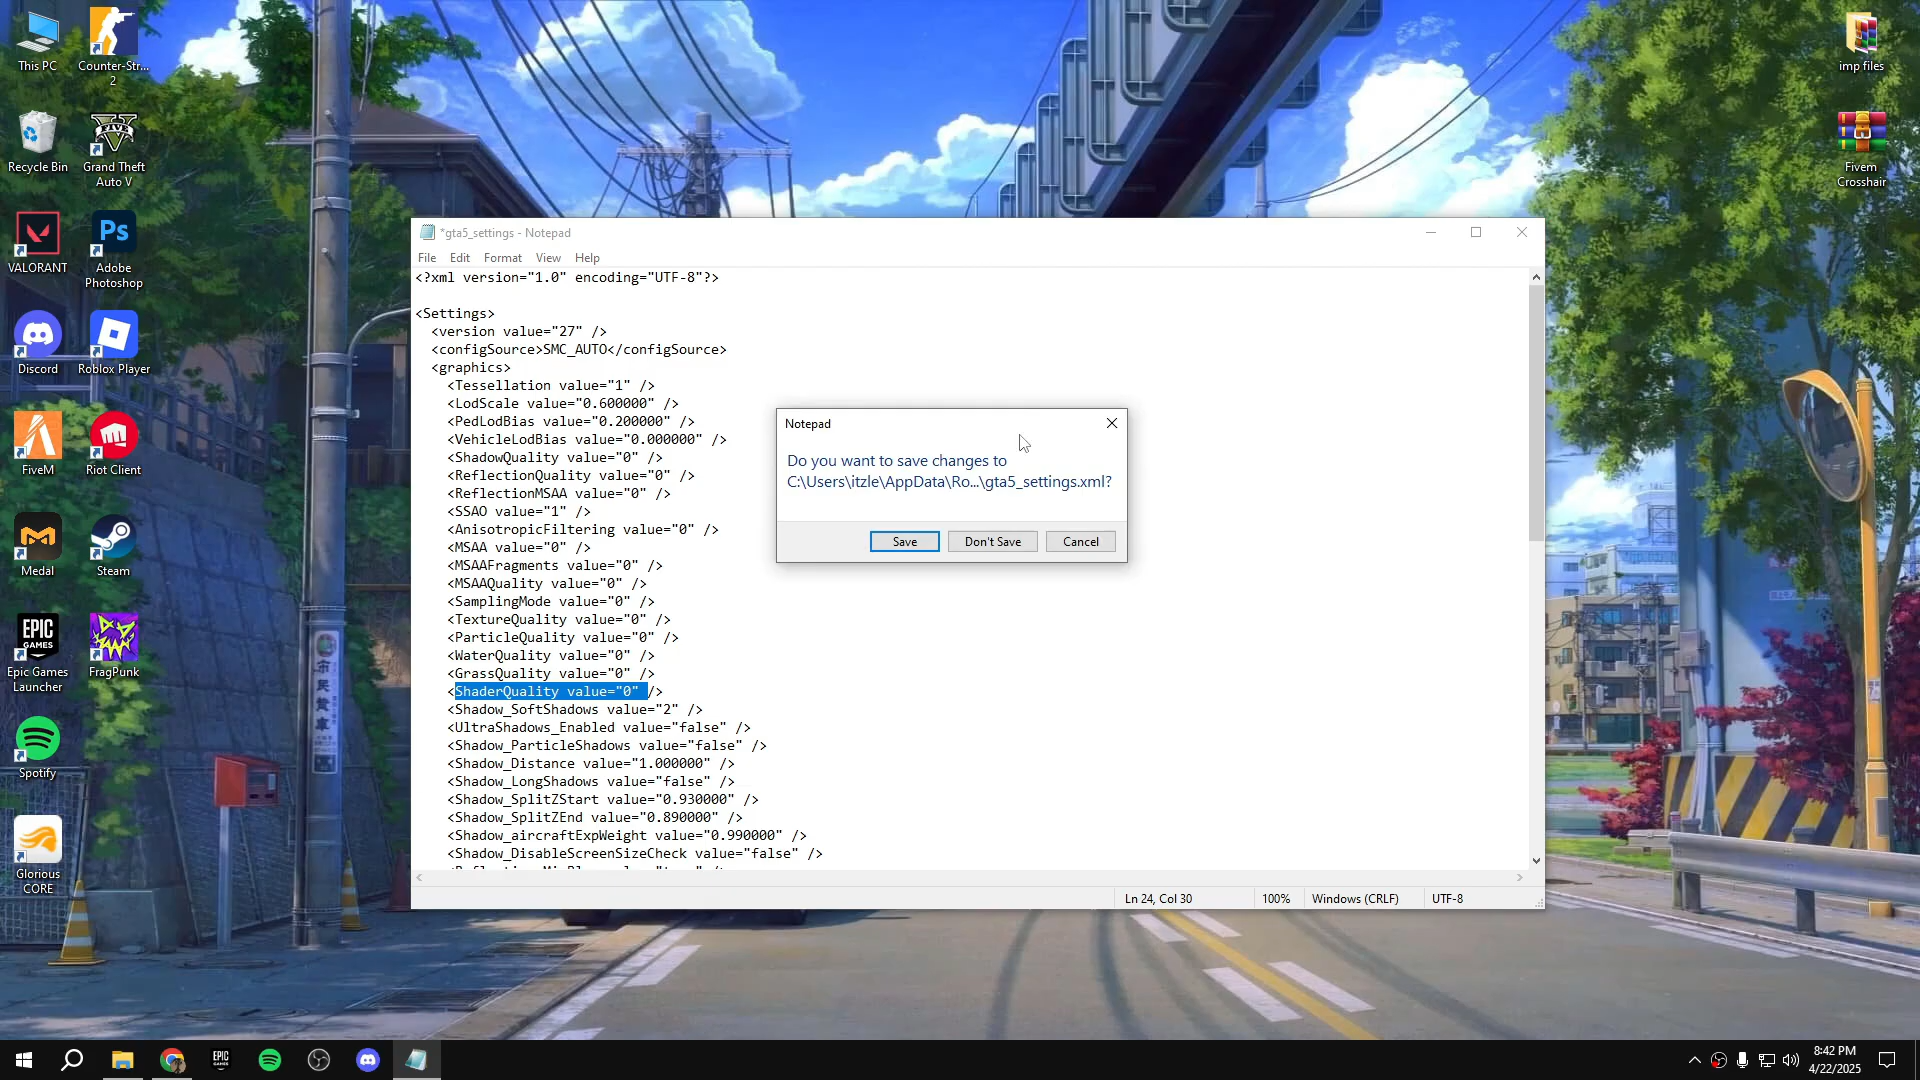 This PC
Counter-Str...
2
Recycle Bin
Grand Theft
Auto V
VALORANT
Ps
Adobe
Photoshop
Discord
Roblox Player
FiveM
Riot Client
Medal
Steam
EPIC
GAMES
Epic Games
Launcher
FragPunk
Spotify
Glorious
CORE
imp files
Fivem
Crosshair
*gta5_settings - Notepad
File Edit Format View Help
<?xml version="1.0" encoding="UTF-8"?>
<Settings>
<version value="27" />
<configSource>SMC_AUTO</configSource>
<graphics>
<Tessellation value="1" />
<LodScale value="0.600000" />
<PedLodBias value="0.200000" />
<VehicleLodBias value="0.000000" />
<ShadowQuality value="0" />
<ReflectionQuality value="0" />
<ReflectionMSAA value="0" />
<SSAO value="1" />
<AnisotropicFiltering value="0" />
<MSAA value="0" />
<MSAAFragments value="0" />
<MSAAQuality value="0" />
<SamplingMode value="0" />
<TextureQuality value="0" />
<ParticleQuality value="0" />
<WaterQuality value="0" />
<GrassQuality value="0" />
<ShaderQuality value="0" />
<Shadow_SoftShadows value="2" />
<UltraShadows_Enabled value="false" />
<Shadow_ParticleShadows value="false" />
<Shadow_Distance value="1.000000" />
<Shadow_LongShadows value="false" />
<Shadow_SplitZStart value="0.930000" />
<Shadow_SplitZEnd value="0.890000" />
<Shadow_aircraftExpWeight value="0.990000" />
<Shadow_DisableScreenSizeCheck value="false" />
Notepad
Do you want to save changes to
C:\Users\itzle\AppData\Ro...\gta5_settings.xml?
Save Don't Save Cancel
Ln 24, Col 30 100% Windows (CRLF) UTF-8
8:42 PM
4/22/2025